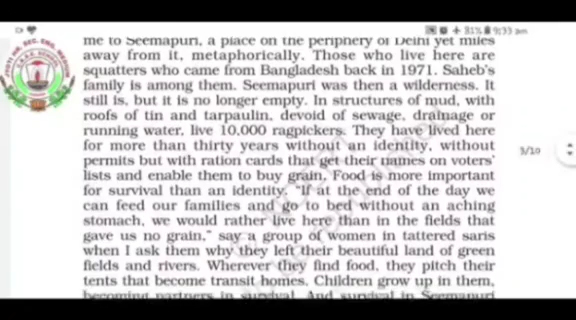 81% 9:33 am
me to Seemapuri, a place on the periphery of Delhi yet miles
away from it, metaphorically. Those who live here are
squatters who came from Bangladesh back in 1971. Saheb's
family is among them. Seemapuri was then a wilderness. It
still is, but it is no longer empty. In structures of mud, with
roofs of tin and tarpaulin, devoid of sewage, drainage or
running water, live 10,000 ragpickers. They have lived here
for more than thirty years without an identity, without
permits but with ration cards that get their names on voters'
lists and enable them to buy grain. Food is more important
for survival than an identity. "If at the end of the day we
can feed our families and go to bed without an aching
stomach, we would rather live here than in the fields that
gave us no grain," say a group of women in tattered saris
when I ask them why they left their beautiful land of green
fields and rivers. Wherever they find food, they pitch their
tents that become transit homes. Children grow up in them,
becoming partners in survival. And survival in Seemapuri
3/10